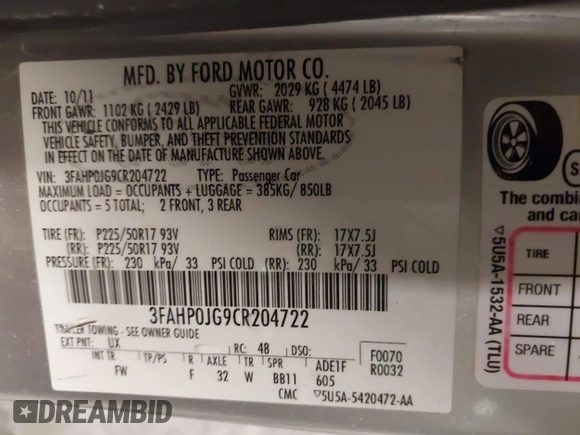 MFD. BY FORD MOTOR CO.
DATE: 10/11 GVWR: 2029 KG ( 4474 LB)
FRONT GAWR: 1102 KG ( 2429 LB) REAR GAWR: 928 KG ( 2045 LB)
THIS VEHICLE CONFORMS TO ALL APPLICABLE FEDERAL MOTOR
VEHICLE SAFETY, BUMPER, AND THEFT PREVENTION STANDARDS
IN EFFECT ON THE DATE OF MANUFACTURE SHOWN ABOVE.
VIN: 3FAHP0JG9CR204722 TYPE: Passenger Car
MAXIMUM LOAD = OCCUPANTS + LUGGAGE = 385KG/ 850LB
OCCUPANTS = 5 TOTAL; 2 FRONT, 3 REAR
TIRE (FR): P225/50R17 93V RIMS (FR): 17X7.5J
(RR): P225/50R17 93V (RR): 17X7.5J
PRESSURE (FR): 230 kPa/ 33 PSI COLD (RR): 230 kPa/ 33 PSI COLD
3FAHP0JG9CR204722
TRAILER TOWING - SEE OWNER GUIDE
EXT PNT: UX RC: 48 DSO: F0070
INT TR TP/PS R AXLE TR SPR ADE1F R0032
FW F 32 W BB11 605
CMC ▽5U5A-5420472-AA
The combin
and ca
TIRE
FRONT
REAR
SPARE
▽5U5A-1532-AA (TLU)
DREAMBID